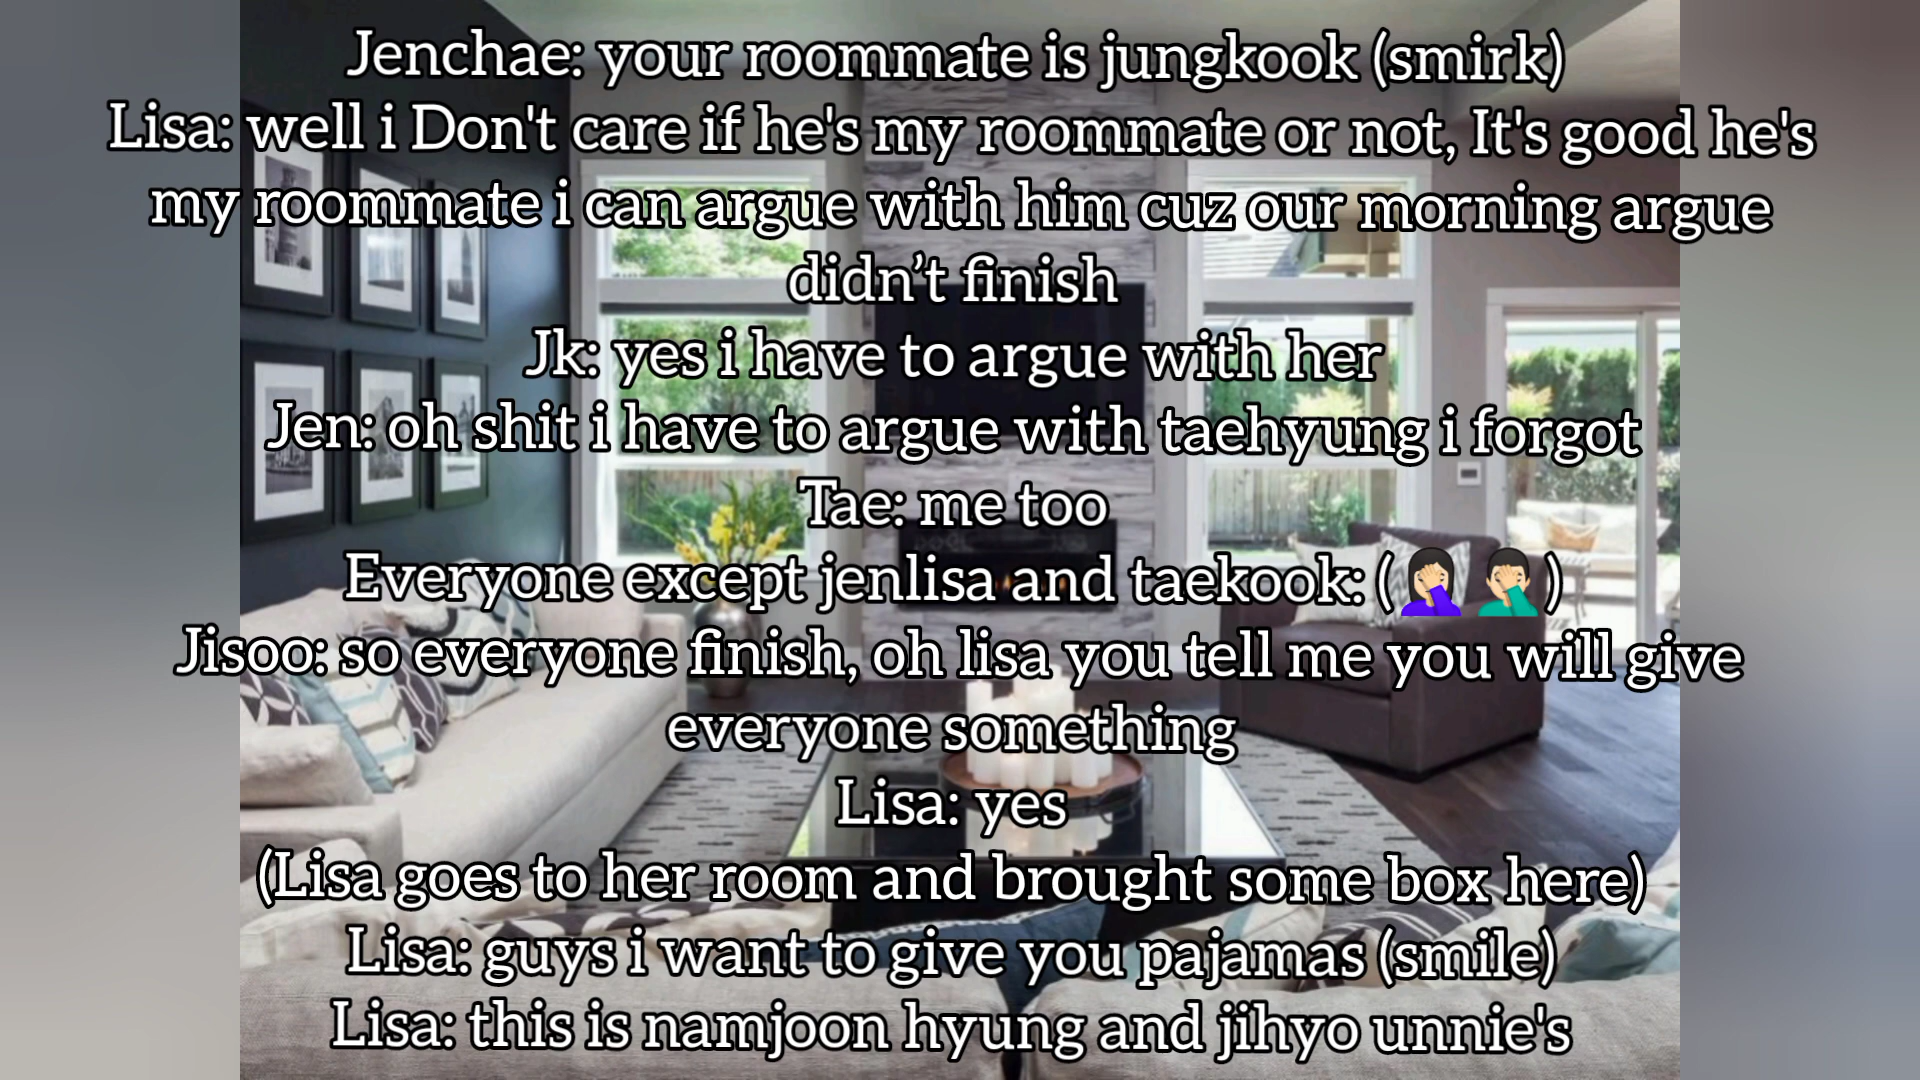 Jenchae: your roommate is jungkook (smirk)
Lisa: well i Don't care if he's my roommate or not, It's good he's
my roommate i can argue with him cuz our morning argue
didn’t finish
Jk: yes i have to argue with her
Jen: oh shit i have to argue with taehyung i forgot
Tae: me too
Everyone except jenlisa and taekook: (🤦🏻‍♀️🤦🏻‍♂️)
Jisoo: so everyone finish, oh lisa you tell me you will give
everyone something
Lisa: yes
(Lisa goes to her room and brought some box here)
Lisa: guys i want to give you pajamas (smile)
Lisa: this is namjoon hyung and jihyo unnie's